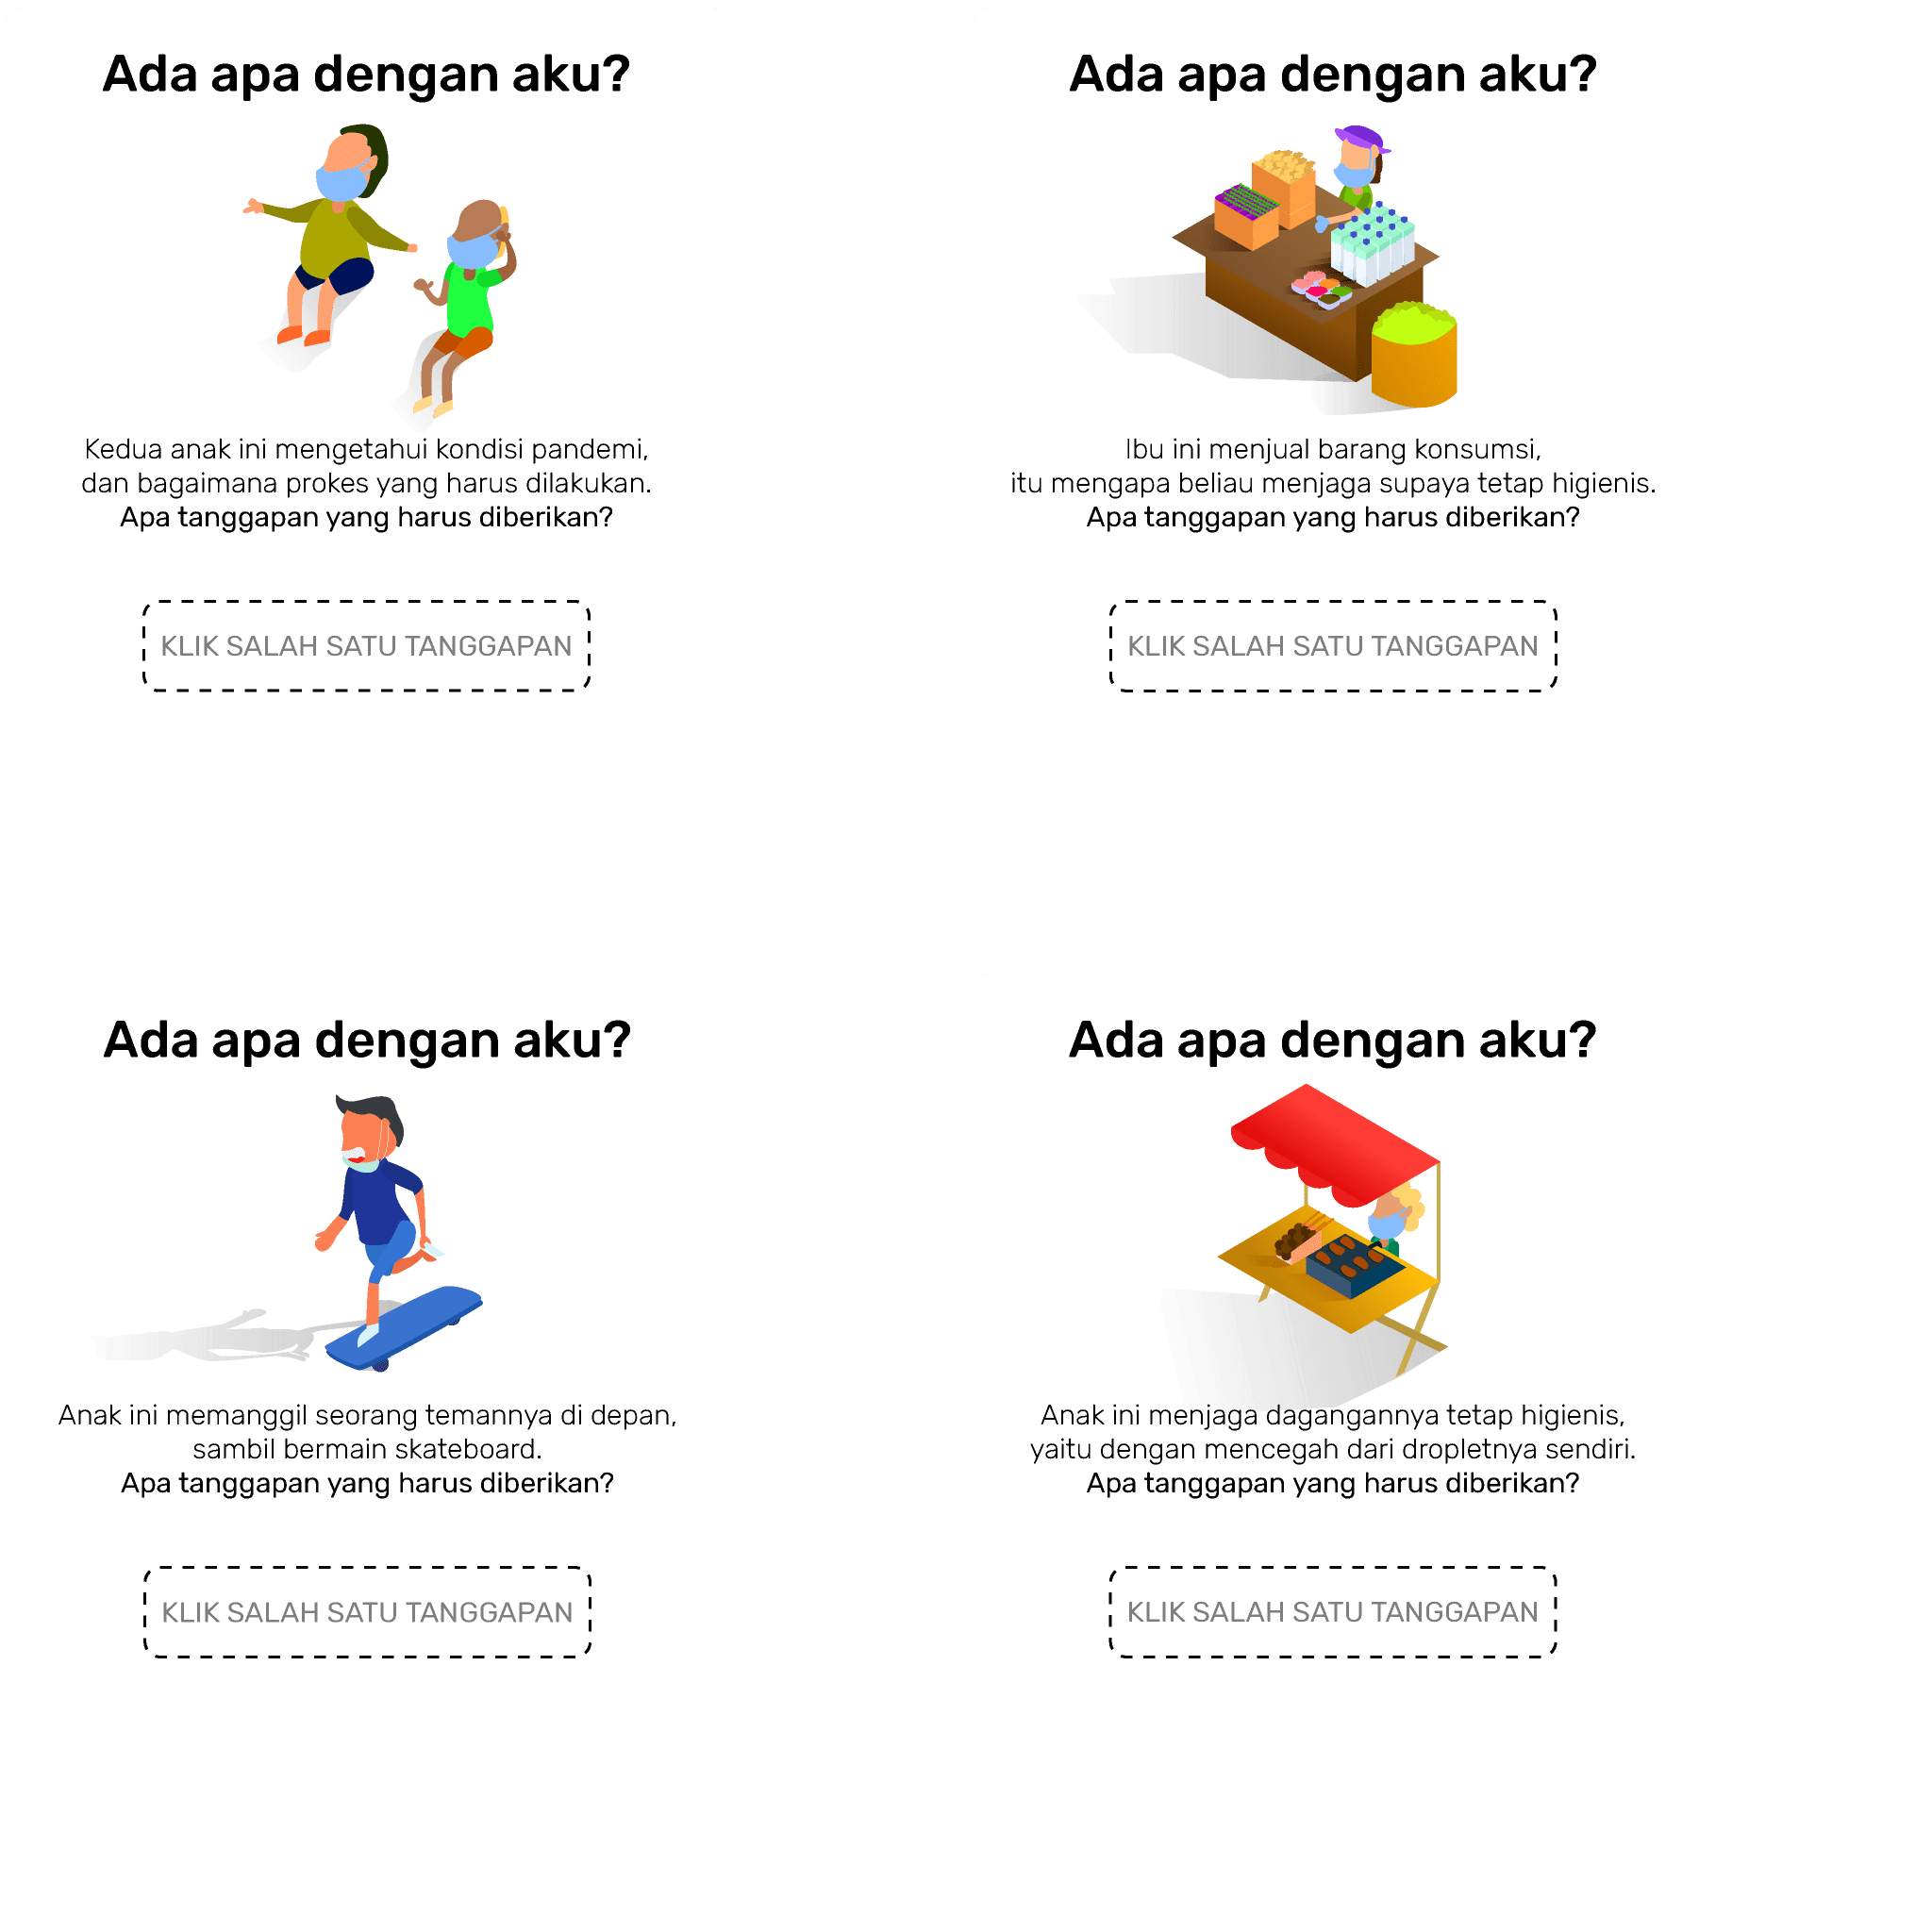 Ada apa dengan aku?
Kedua anak ini mengetahui kondisi pandemi,
dan bagaimana prokes yang harus dilakukan.
Apa tanggapan yang harus diberikan?
KLIK SALAH SATU TANGGAPAN
Ada apa dengan aku?
Ibu ini menjual barang konsumsi,
itu mengapa beliau menjaga supaya tetap higienis.
Apa tanggapan yang harus diberikan?
KLIK SALAH SATU TANGGAPAN
Ada apa dengan aku?
Anak ini memanggil seorang temannya di depan,
sambil bermain skateboard.
Apa tanggapan yang harus diberikan?
KLIK SALAH SATU TANGGAPAN
Ada apa dengan aku?
Anak ini menjaga dagangannya tetap higienis,
yaitu dengan mencegah dari dropletnya sendiri.
Apa tanggapan yang harus diberikan?
KLIK SALAH SATU TANGGAPAN